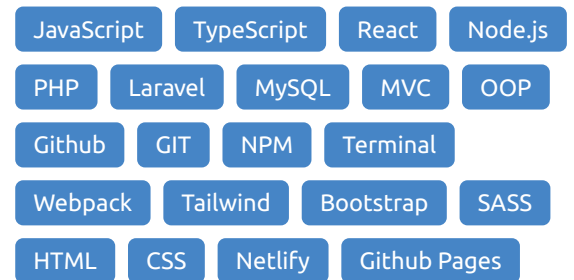 JavaScript TypeScript React Node.js
PHP Laravel MySQL MVC OOP
Github GIT NPM Terminal
Webpack Tailwind Bootstrap SASS
HTML CSS Netlify Github Pages